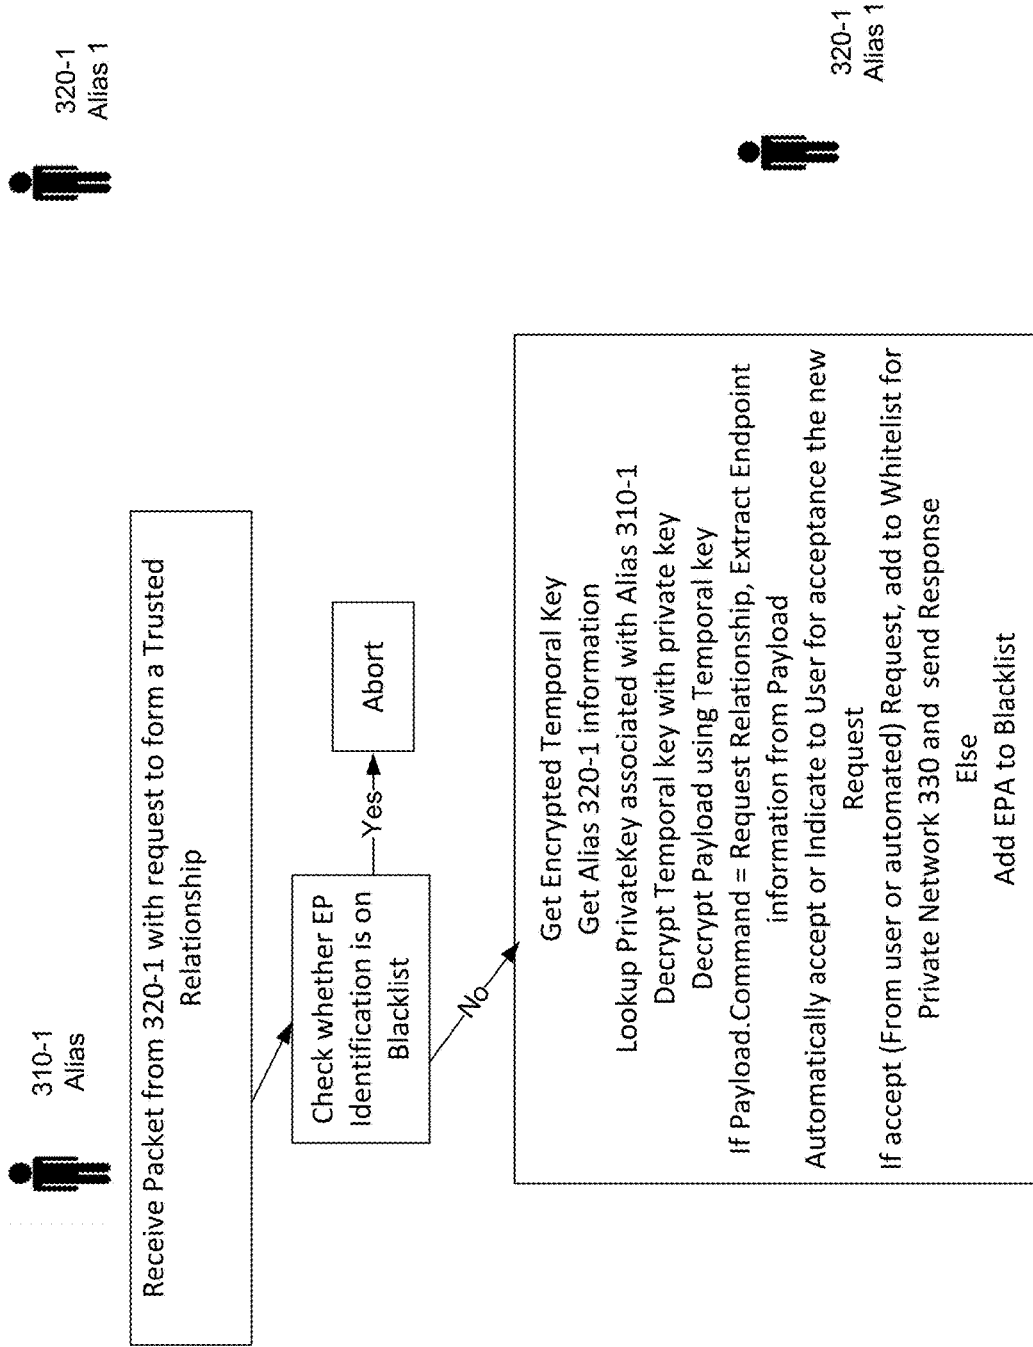 310-1
Alias
320-1
Alias 1
Receive Packet from 320-1 with request to form a Trusted
Relationship
Check whether EP
Identification is on
Blacklist
Yes
Abort
No
Get Encrypted Temporal Key
Get Alias 320-1 information
Lookup PrivateKey associated with Alias 310-1
Decrypt Temporal key with private key
Decrypt Payload using Temporal key
If Payload.Command = Request Relationship, Extract Endpoint
information from Payload
Automatically accept or Indicate to User for acceptance the new
Request
If accept (From user or automated) Request, add to Whitelist for
Private Network 330 and send Response
Else
Add EPA to Blacklist
320-1
Alias 1